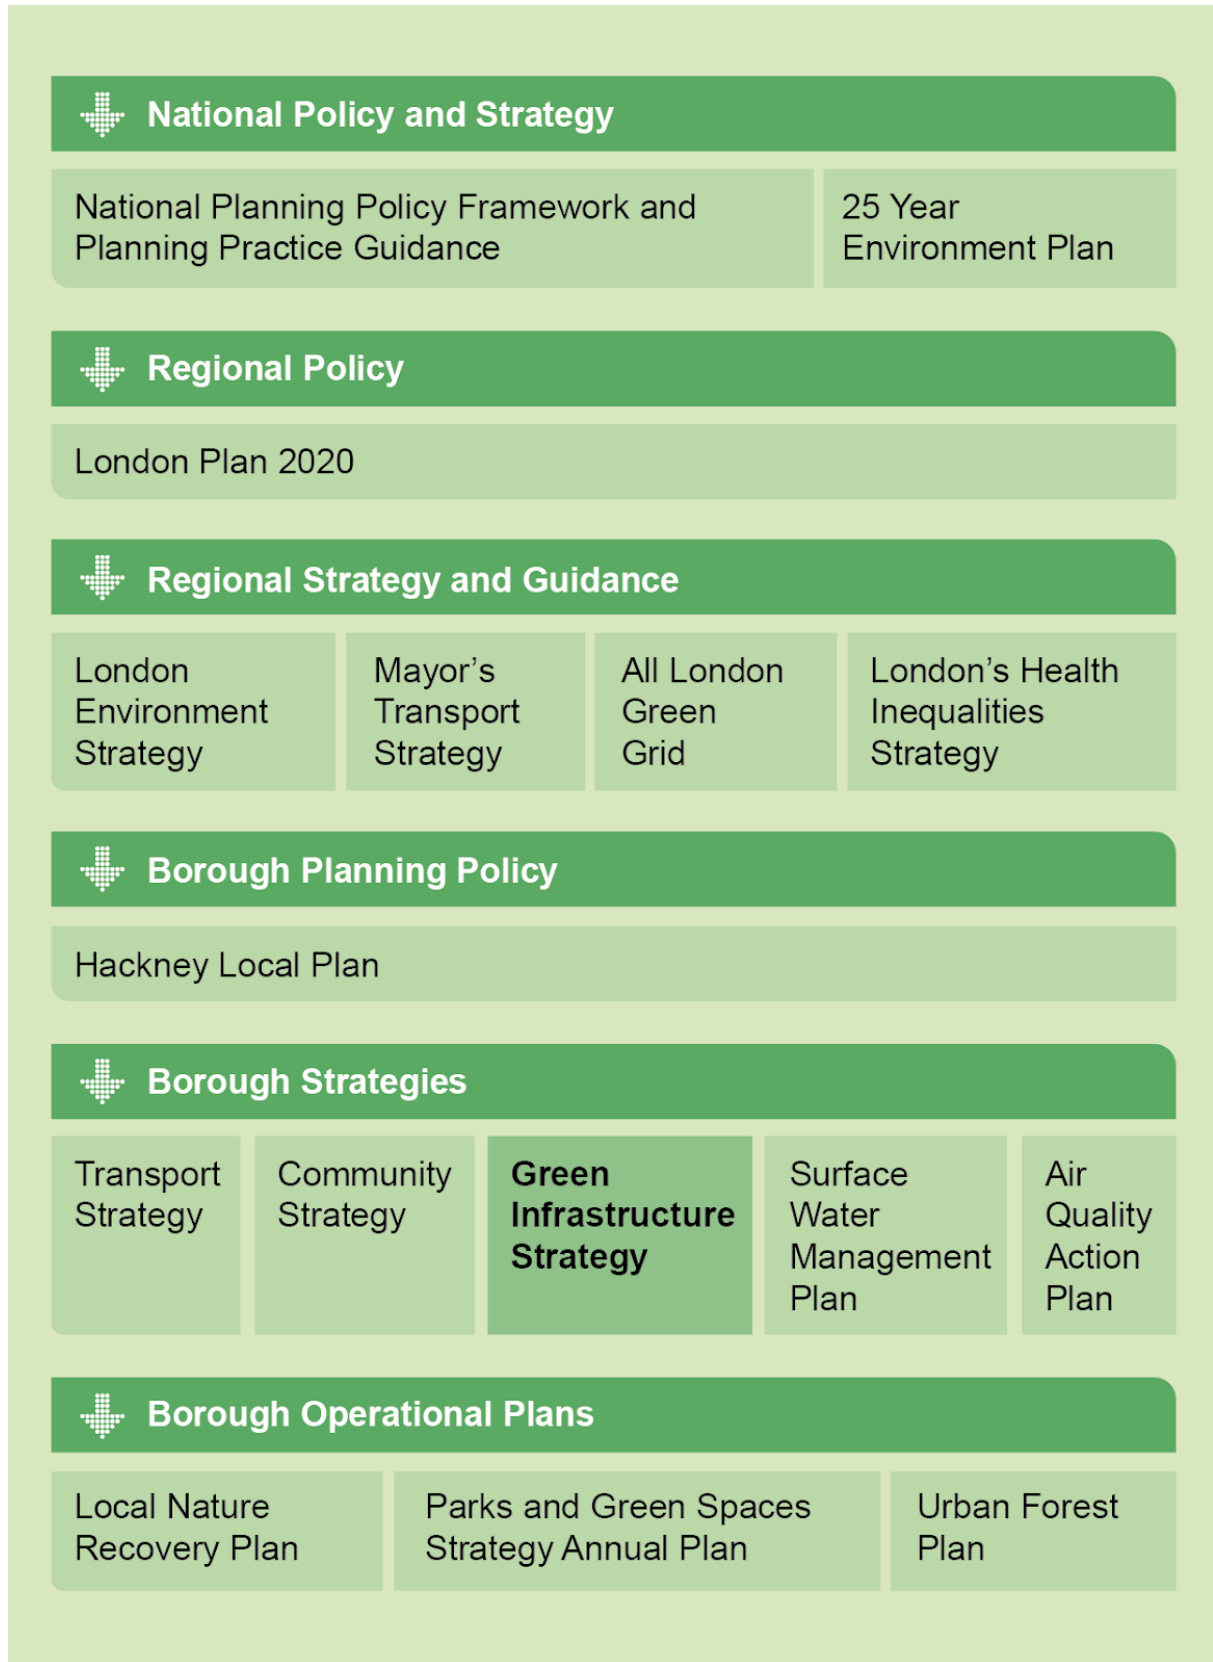 National Policy and Strategy
National Planning Policy Framework and
Planning Practice Guidance
25 Year
Environment Plan
Regional Policy
London Plan 2020
Regional Strategy and Guidance
London
Environment
Strategy
Mayor’s
Transport
Strategy
All London
Green
Grid
London’s Health
Inequalities
Strategy
Borough Planning Policy
Hackney Local Plan
Borough Strategies
Transport
Strategy
Community
Strategy
Green
Infrastructure
Strategy
Surface
Water
Management
Plan
Air
Quality
Action
Plan
Borough Operational Plans
Local Nature
Recovery Plan
Parks and Green Spaces
Strategy Annual Plan
Urban Forest
Plan